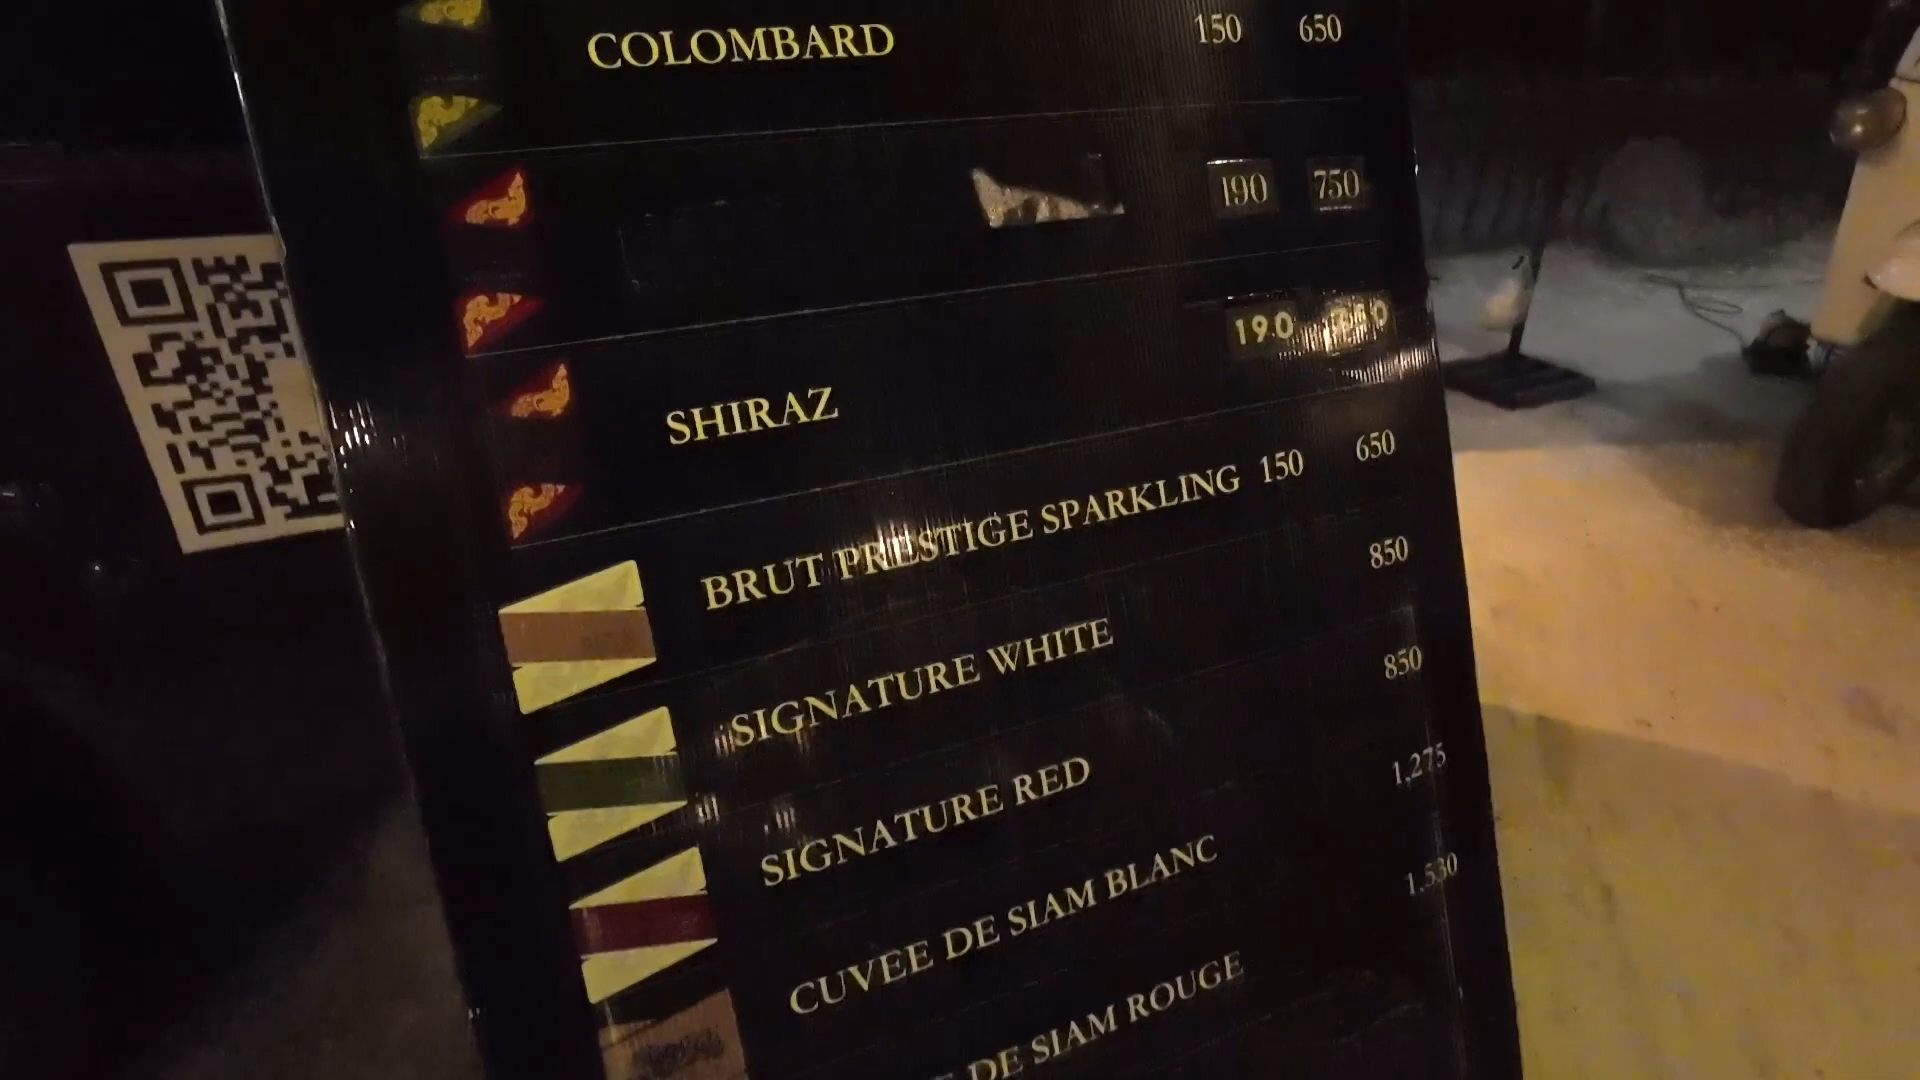 COLOMBARD 150 650
190 750
SHIRAZ 190
BRUT PRESTIGE SPARKLING 150 650
SIGNATURE WHITE 850
SIGNATURE RED 850
CUVEE DE SIAM BLANC 1,275
DE SIAM ROUGE 1,530